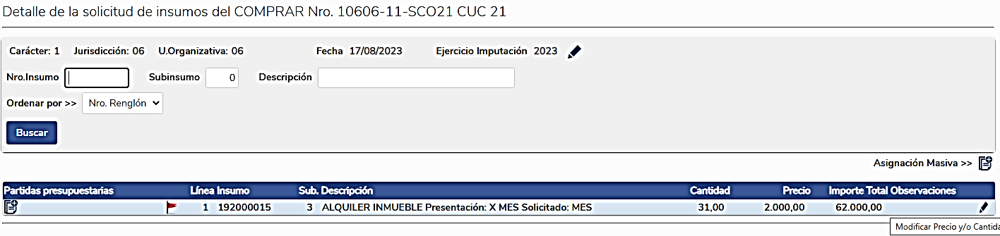 Detalle de la solicitud de insumos del COMPRAR Nro. 10606-11-SCO21 CUC 21
Carácter: 1 Jurisdicción: 06 U.Organizativa: 06 Fecha 17/08/2023 Ejercicio Imputación 2023
Nro.Insumo Subinsumo 0 Descripción
Ordenar por >> Nro. Renglón
Buscar
Asignación Masiva >>
Partidas presupuestarias Línea Insumo Sub. Descripción Cantidad Precio Importe Total Observaciones
1 192000015 3 ALQUILER INMUEBLE Presentación: X MES Solicitado: MES 31,00 2.000,00 62.000,00
Modificar Precio y/o Cantida